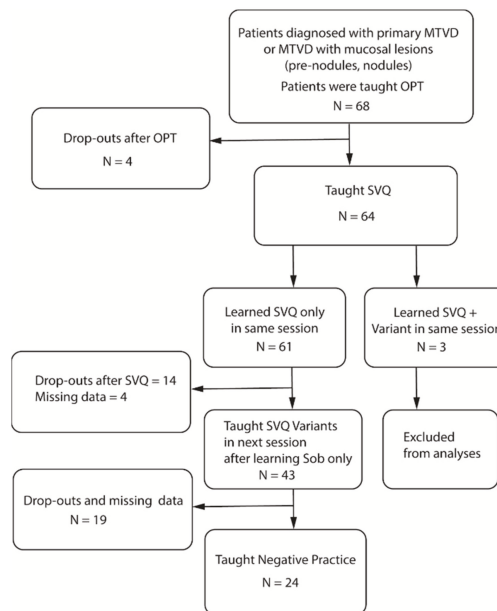 Patients diagnosed with primary MTVD
or MTVD with mucosal lesions
(pre-nodules, nodules)
Patients were taught OPT
N = 68
Drop-outs after OPT
N = 4
Taught SVQ
N = 64
Learned SVQ only
in same session
N = 61
Learned SVQ +
Variant in same session
N = 3
Drop-outs after SVQ = 14
Missing data = 4
Taught SVQ Variants
in next session
after learning Sob only
N = 43
Excluded
from analyses
Drop-outs and missing data
N = 19
Taught Negative Practice
N = 24